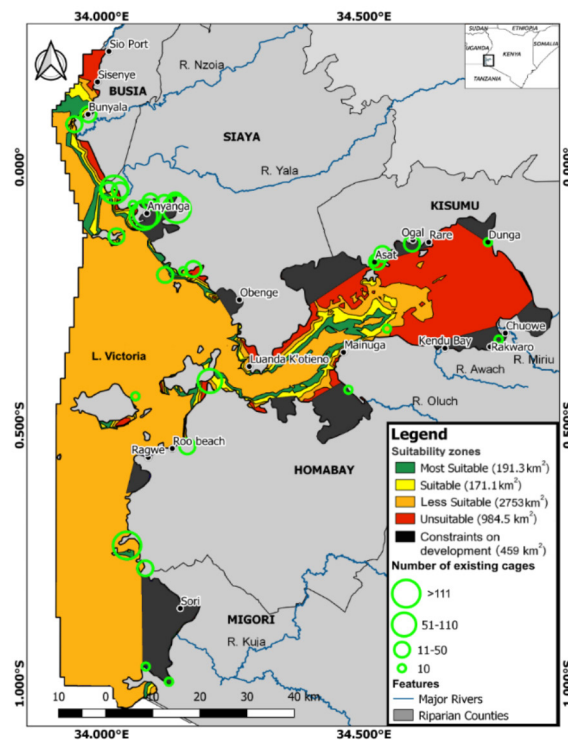 34.000°E
34.500°E
SUDAN
ETHIOPIA
UGANDA
KENYA
SOMALIA
TANZANIA
Sio Port
R. Nzoia
Sisenye
BUSIA
Bunyala
SIAYA
R. Yala
0.000°
0.000°
Anyanga
KISUMU
Ogal
Rare
Dunga
Asat
Obenge
Chuowe
Kendu Bay
Rakwaro
R. Miriu
L. Victoria
Luanda K'otieno
Mainuga
R. Awach
R. Oluch
0.500°S
0.500°S
Roo beach
Ragwe
HOMABAY
Legend
Suitability zones
Most Suitable (191.3 km²)
Suitable (171.1 km²)
Less Suitable (2753 km²)
Unsuitable (984.5 km²)
Constraints on
development (459 km²)
Number of existing cages
>111
51-110
11-50
10
Features
Major Rivers
Riparian Counties
Sori
MIGORI
R. Kuja
1.000°S
1.000°S
10 0 10 20 30 40 km
34.000°E
34.500°E